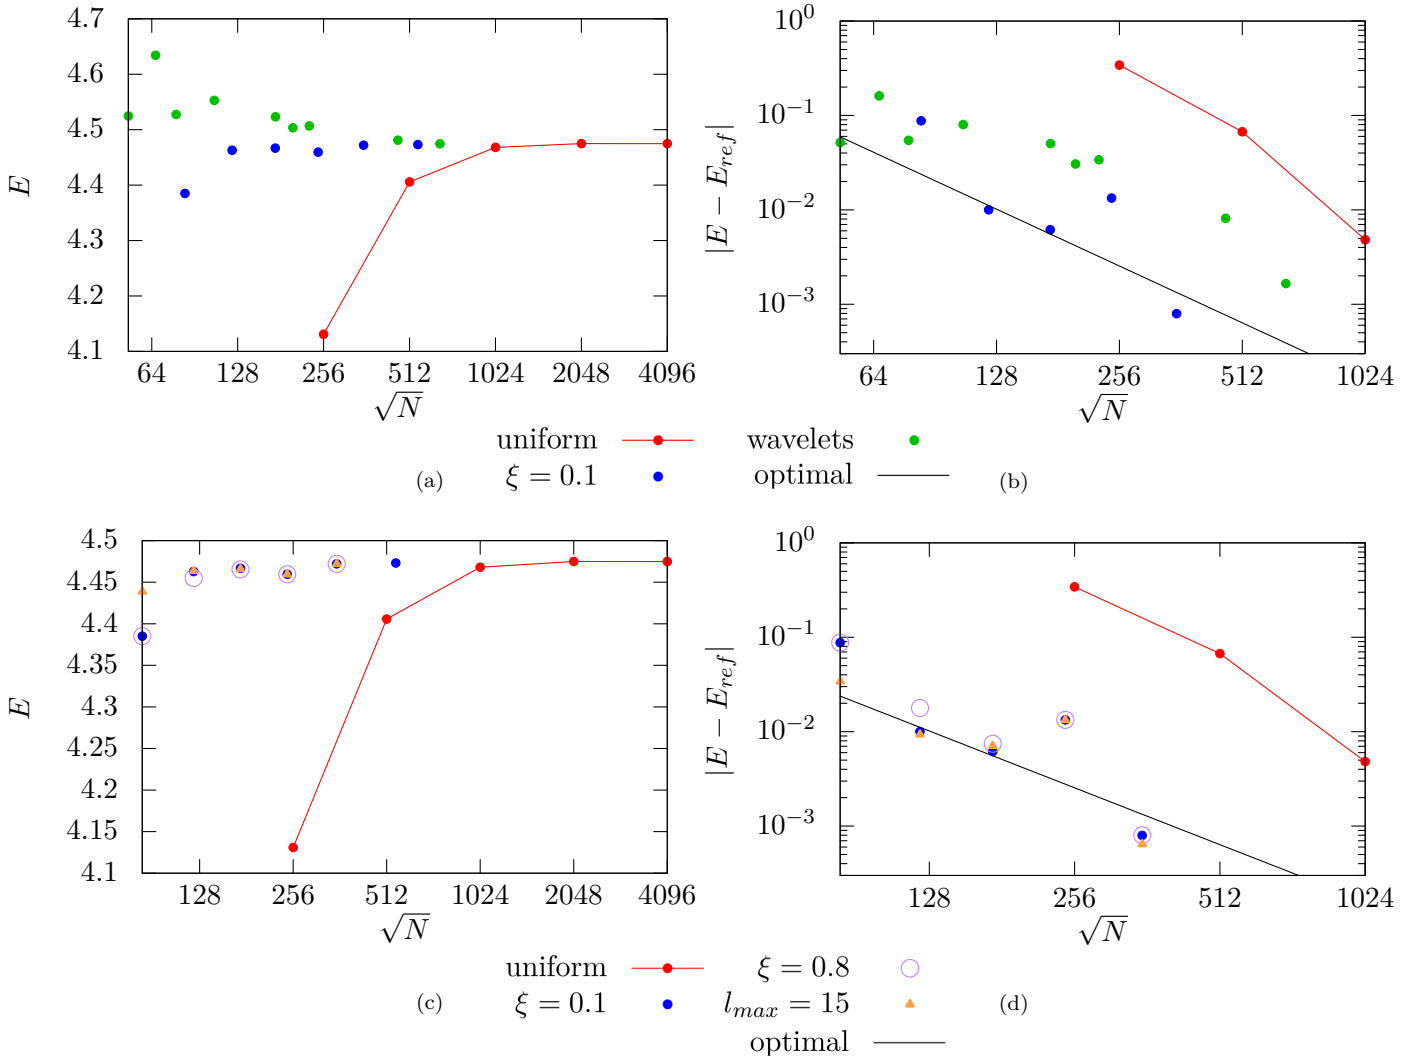 4.7
4.6
4.5
4.4
4.3
4.2
4.1
E
64 128 256 512 1024 2048 4096
√N
10^0
10^−1
10^−2
10^−3
|E − E_ref|
64 128 256 512 1024
√N
uniform wavelets
ξ = 0.1 optimal
(a) (b)
4.5
4.45
4.4
4.35
4.3
4.25
4.2
4.15
4.1
E
128 256 512 1024 2048 4096
√N
10^0
10^−1
10^−2
10^−3
|E − E_ref|
128 256 512 1024
√N
uniform ξ = 0.8
ξ = 0.1 l_max = 15
optimal
(c) (d)